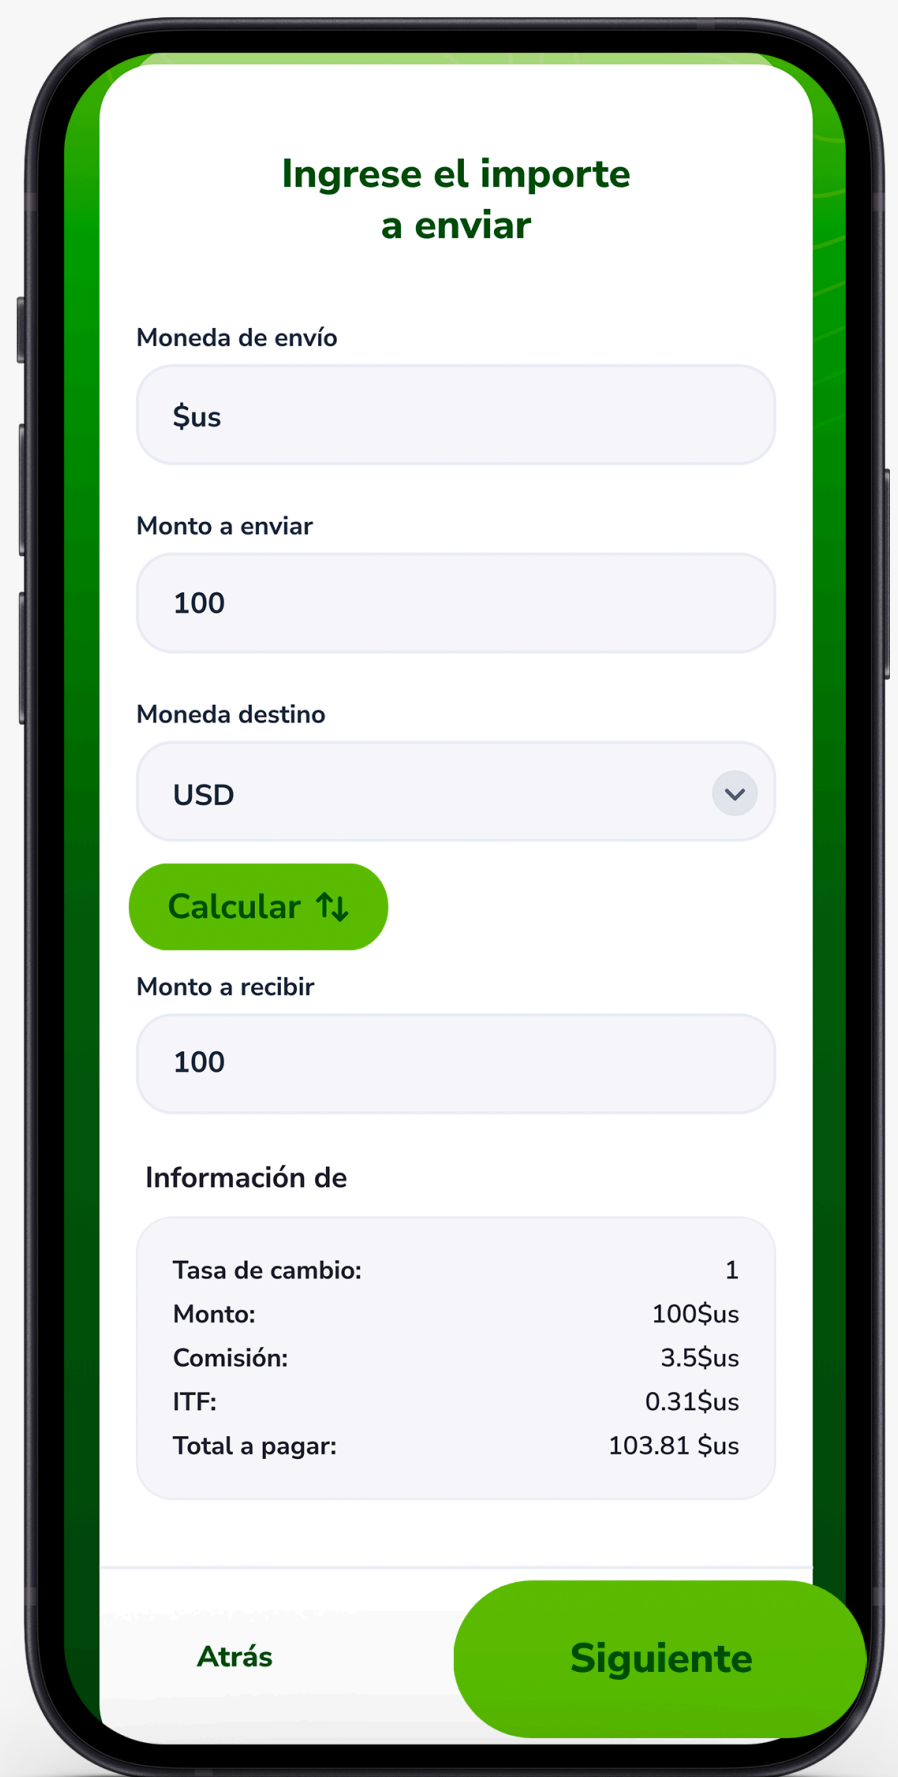 Ingrese el importe
a enviar
Moneda de envío
$us
Monto a enviar
100
Moneda destino
USD
Calcular
Monto a recibir
100
Información de
Tasa de cambio: 1
Monto: 100$us
Comisión: 3.5$us
ITF: 0.31$us
Total a pagar: 103.81 $us
Atrás Siguiente